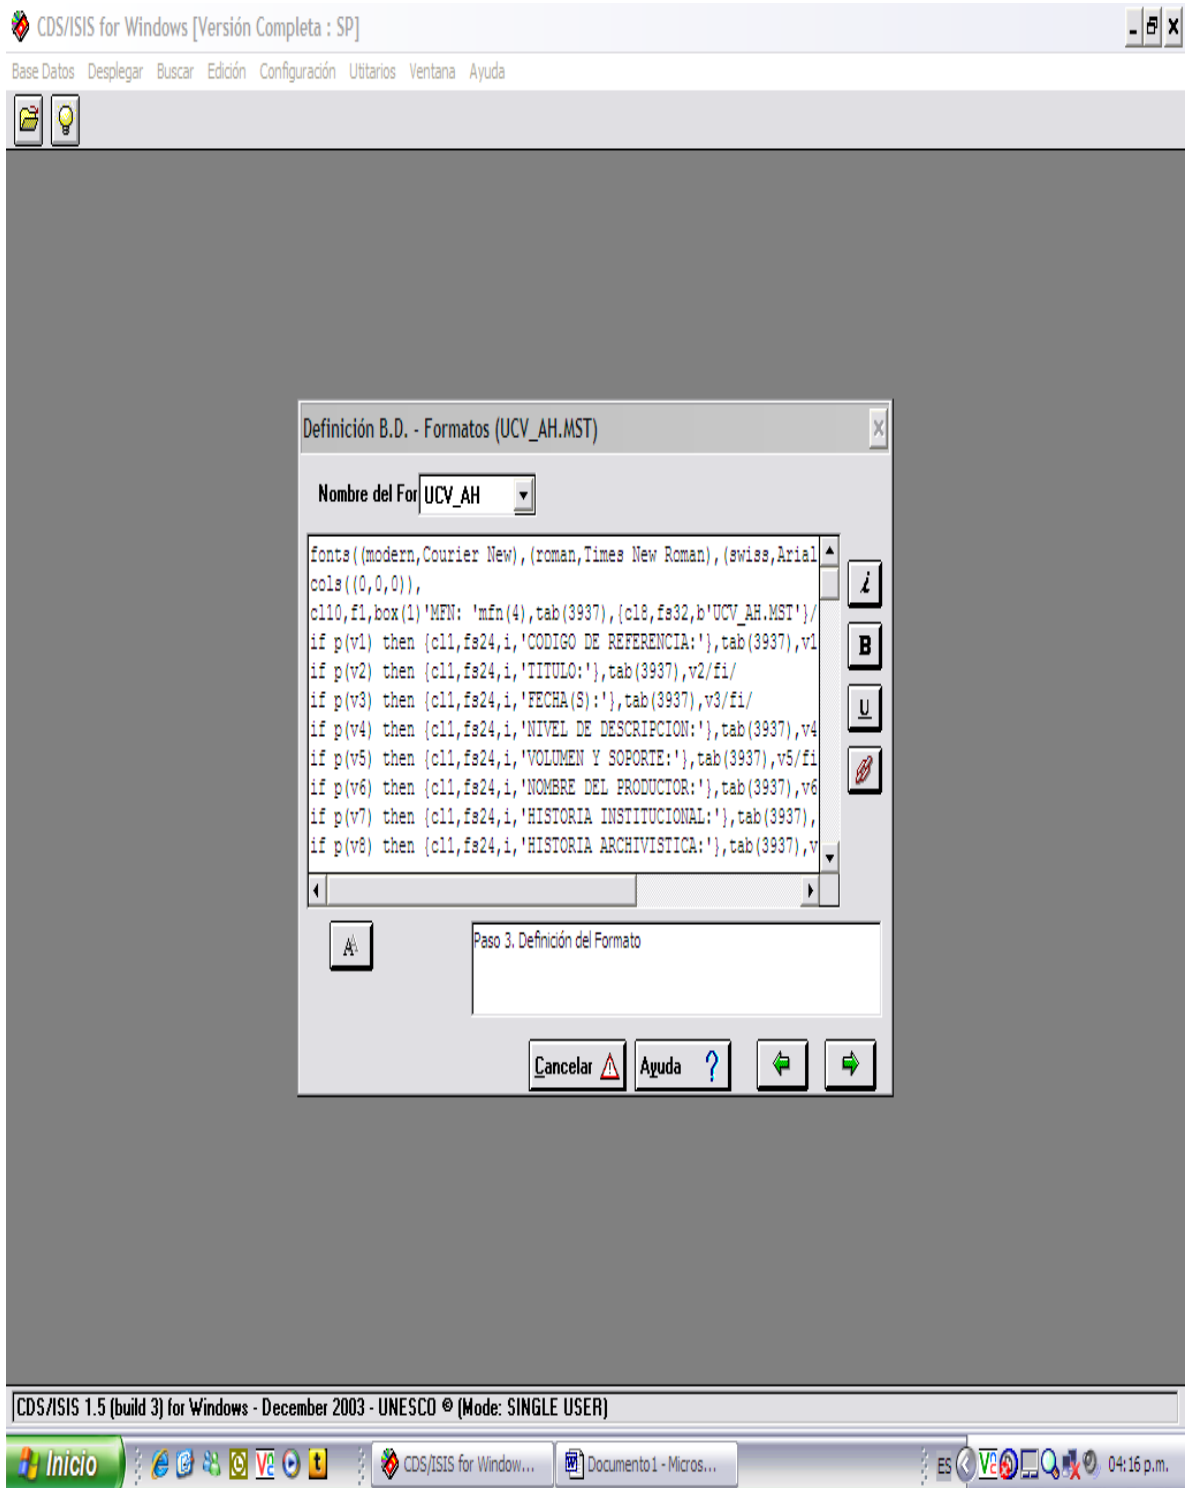 CDS/ISIS for Windows [Versión Completa : SP]
Base Datos Desplegar Buscar Edición Configuración Utitarios Ventana Ayuda
Definición B.D. - Formatos (UCV_AH.MST)
Nombre del For UCV_AH
fonts((modern,Courier New),(roman,Times New Roman),(swiss,Arial
cols((0,0,0)),
cl10,f1,box(1)'MFN: 'mfn(4),tab(3937),{cl8,fs32,b'UCV_AH.MST'}/
if p(v1) then {cl1,fs24,i,'CODIGO DE REFERENCIA:'},tab(3937),v1
if p(v2) then {cl1,fs24,i,'TITULO:'},tab(3937),v2/fi/
if p(v3) then {cl1,fs24,i,'FECHA(S):'},tab(3937),v3/fi/
if p(v4) then {cl1,fs24,i,'NIVEL DE DESCRIPCION:'},tab(3937),v4
if p(v5) then {cl1,fs24,i,'VOLUMEN Y SOPORTE:'},tab(3937),v5/fi
if p(v6) then {cl1,fs24,i,'NOMBRE DEL PRODUCTOR:'},tab(3937),v6
if p(v7) then {cl1,fs24,i,'HISTORIA INSTITUCIONAL:'},tab(3937),
if p(v8) then {cl1,fs24,i,'HISTORIA ARCHIVISTICA:'},tab(3937),v
i
B
U
A
Paso 3. Definición del Formato
Cancelar Ayuda ?
CDS/ISIS 1.5 (build 3) for Windows - December 2003 - UNESCO © (Mode: SINGLE USER)
Inicio CDS/ISIS for Window... Documento1 - Micros... ES 04:16 p.m.